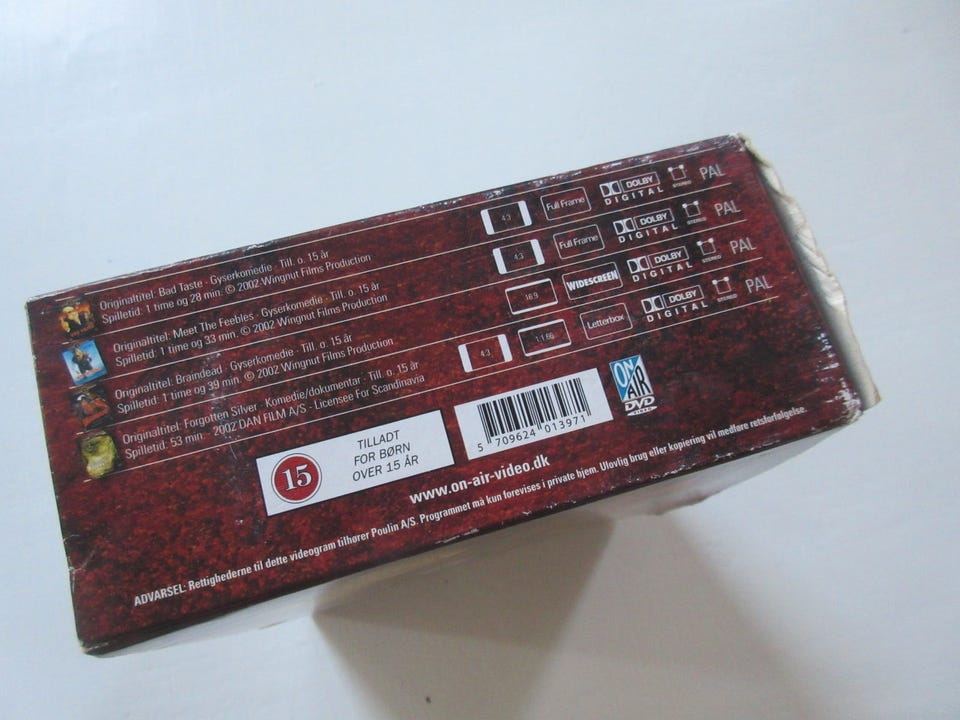 Originaltitel: Bad Taste · Gyserkomedie · Till. o. 15 år
Spilletid: 1 time og 28 min. © 2002 Wingnut Films Production
4:3 Full Frame DOLBY DIGITAL STEREO PAL
Originaltitel: Meet The Feebles · Gyserkomedie · Till. o. 15 år
Spilletid: 1 time og 33 min. © 2002 Wingnut Films Production
4:3 Full Frame DOLBY DIGITAL STEREO PAL
Originaltitel: Braindead · Gyserkomedie · Till. o. 15 år
Spilletid: 1 time og 39 min. © 2002 Wingnut Films Production
16:9 WIDESCREEN DOLBY DIGITAL STEREO PAL
Originaltitel: Forgotten Silver · Komedie/dokumentar · Till. o. 15 år
Spilletid: 53 min. · 2002 DAN FILM A/S · Licensee For Scandinavia
4:3 1:1.66 Letterbox DOLBY DIGITAL STEREO PAL
15
TILLADT
FOR BØRN
OVER 15 ÅR
5 709624 013971
ON AIR
DVD
VIDEO
www.on-air-video.dk
ADVARSEL: Rettighederne til dette videogram tilhører Poulin A/S. Programmet må kun forevises i private hjem. Ulovlig brug eller kopiering vil medføre retsforfølgelse.